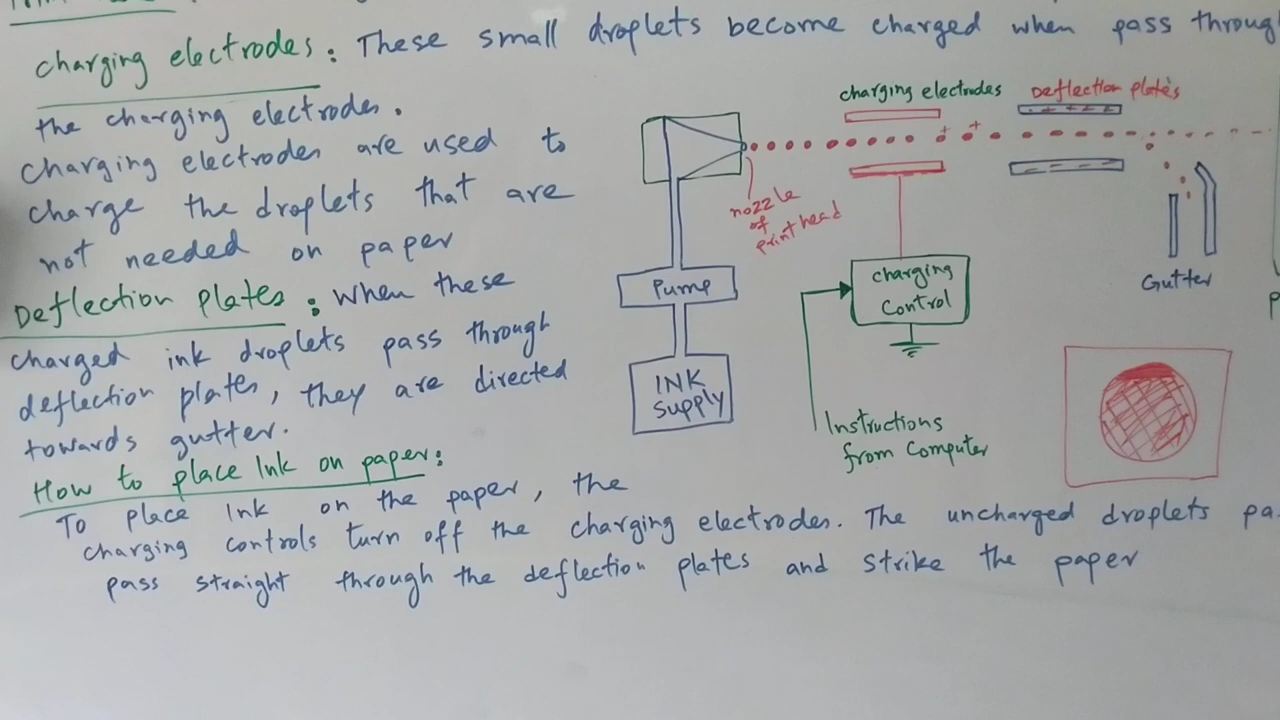 charging electrodes: These small droplets become charged when pass through
the charging electrodes.
charging electrodes are used to
charge the droplets that are
not needed on paper
Deflection plates: When these
charged ink droplets pass through
deflection plates, they are directed
towards gutter.
How to place Ink on paper:
To place Ink on the paper, the
charging controls turn off the charging electrodes. The uncharged droplets pa
pass straight through the deflection plates and strike the paper
charging electrodes
Deflection plates
+ + + +
+ +
- - -
nozzle
of
print head
Pump
INK
Supply
charging
Control
Instructions
from Computer
Gutter